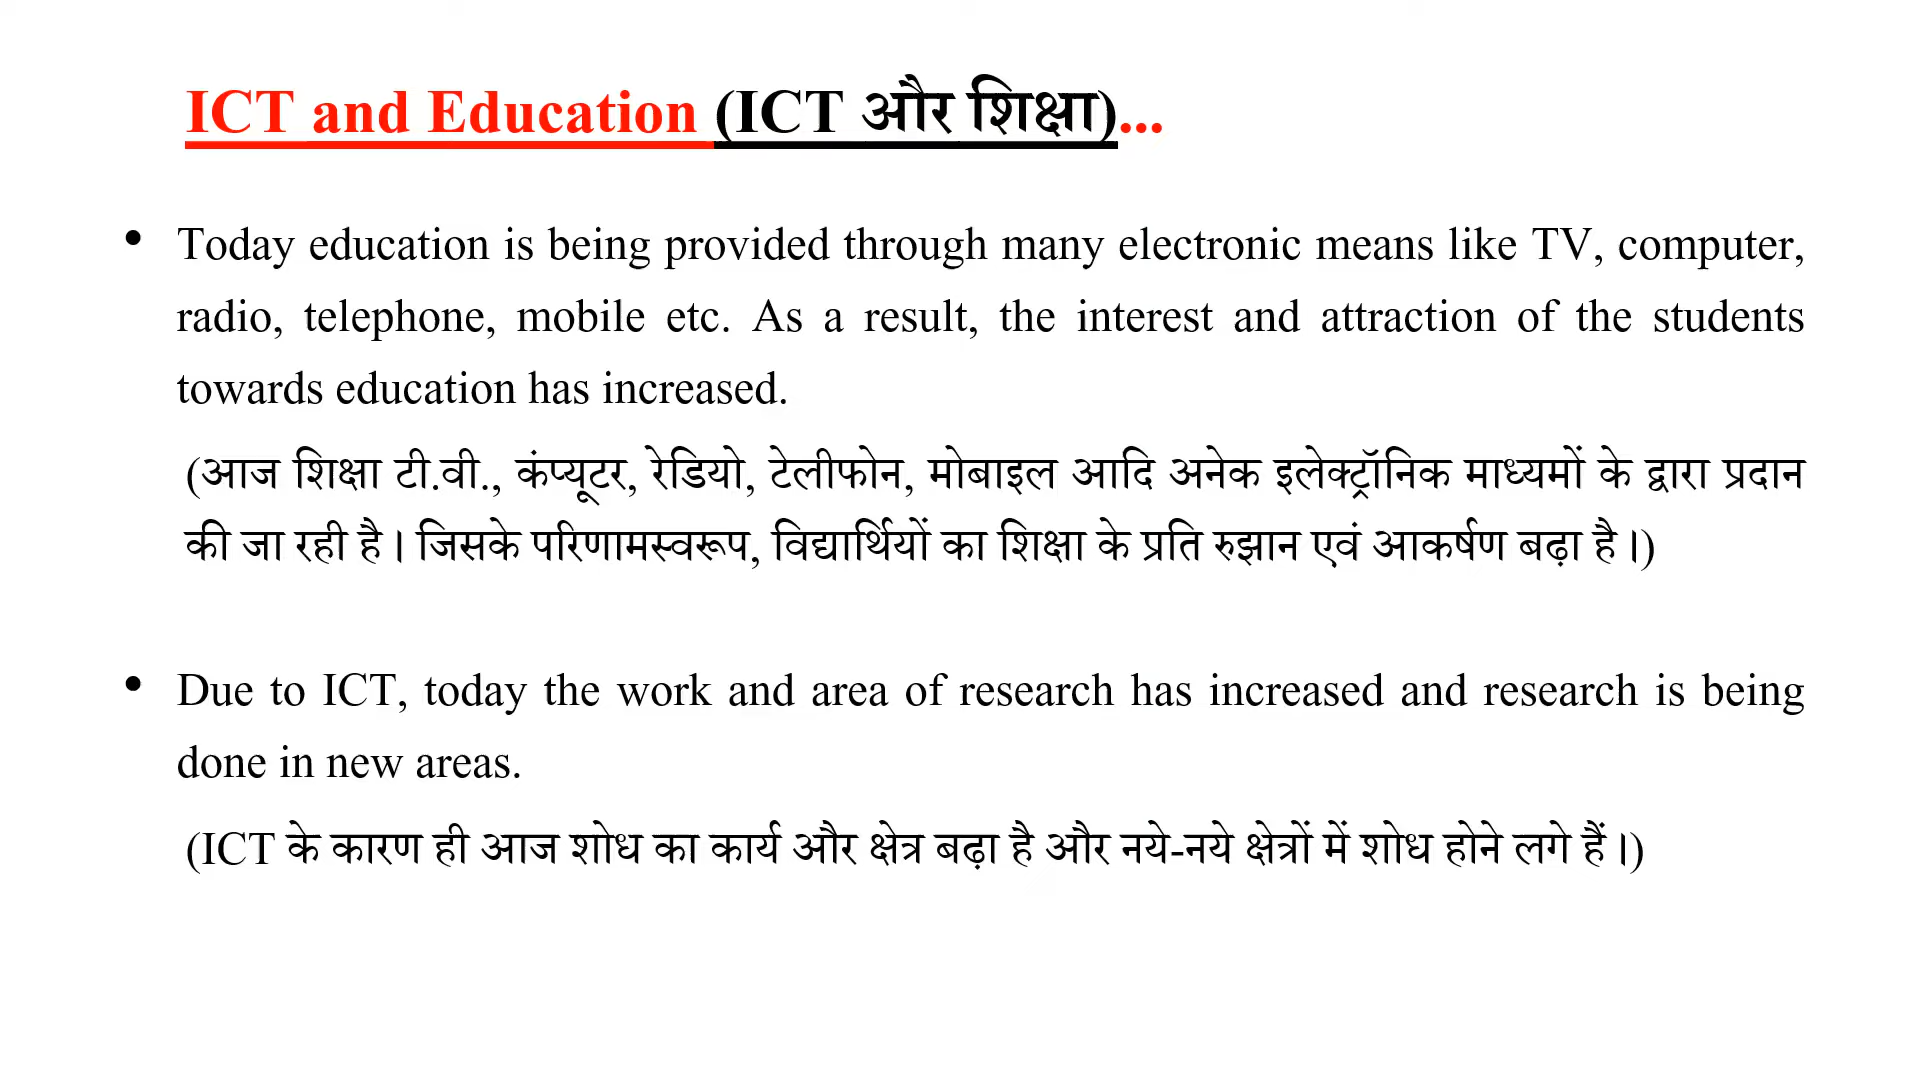 ICT and Education (ICT और शिक्षा)...
• Today education is being provided through many electronic means like TV, computer,
radio, telephone, mobile etc. As a result, the interest and attraction of the students
towards education has increased.
(आज शिक्षा टी.वी., कंप्यूटर, रेडियो, टेलीफोन, मोबाइल आदि अनेक इलेक्ट्रॉनिक माध्यमों के द्वारा प्रदान
की जा रही है। जिसके परिणामस्वरूप, विद्यार्थियों का शिक्षा के प्रति रुझान एवं आकर्षण बढ़ा है।)
• Due to ICT, today the work and area of research has increased and research is being
done in new areas.
(ICT के कारण ही आज शोध का कार्य और क्षेत्र बढ़ा है और नये-नये क्षेत्रों में शोध होने लगे हैं।)